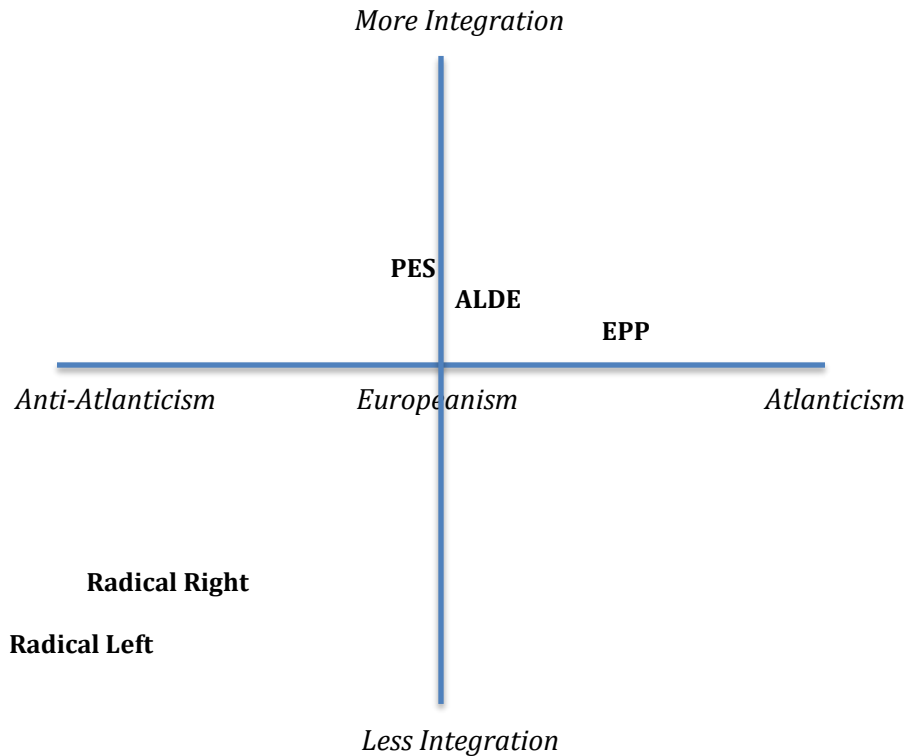 More Integration
PES
ALDE
EPP
Anti-Atlanticism Europeanism Atlanticism
Radical Right
Radical Left
Less Integration